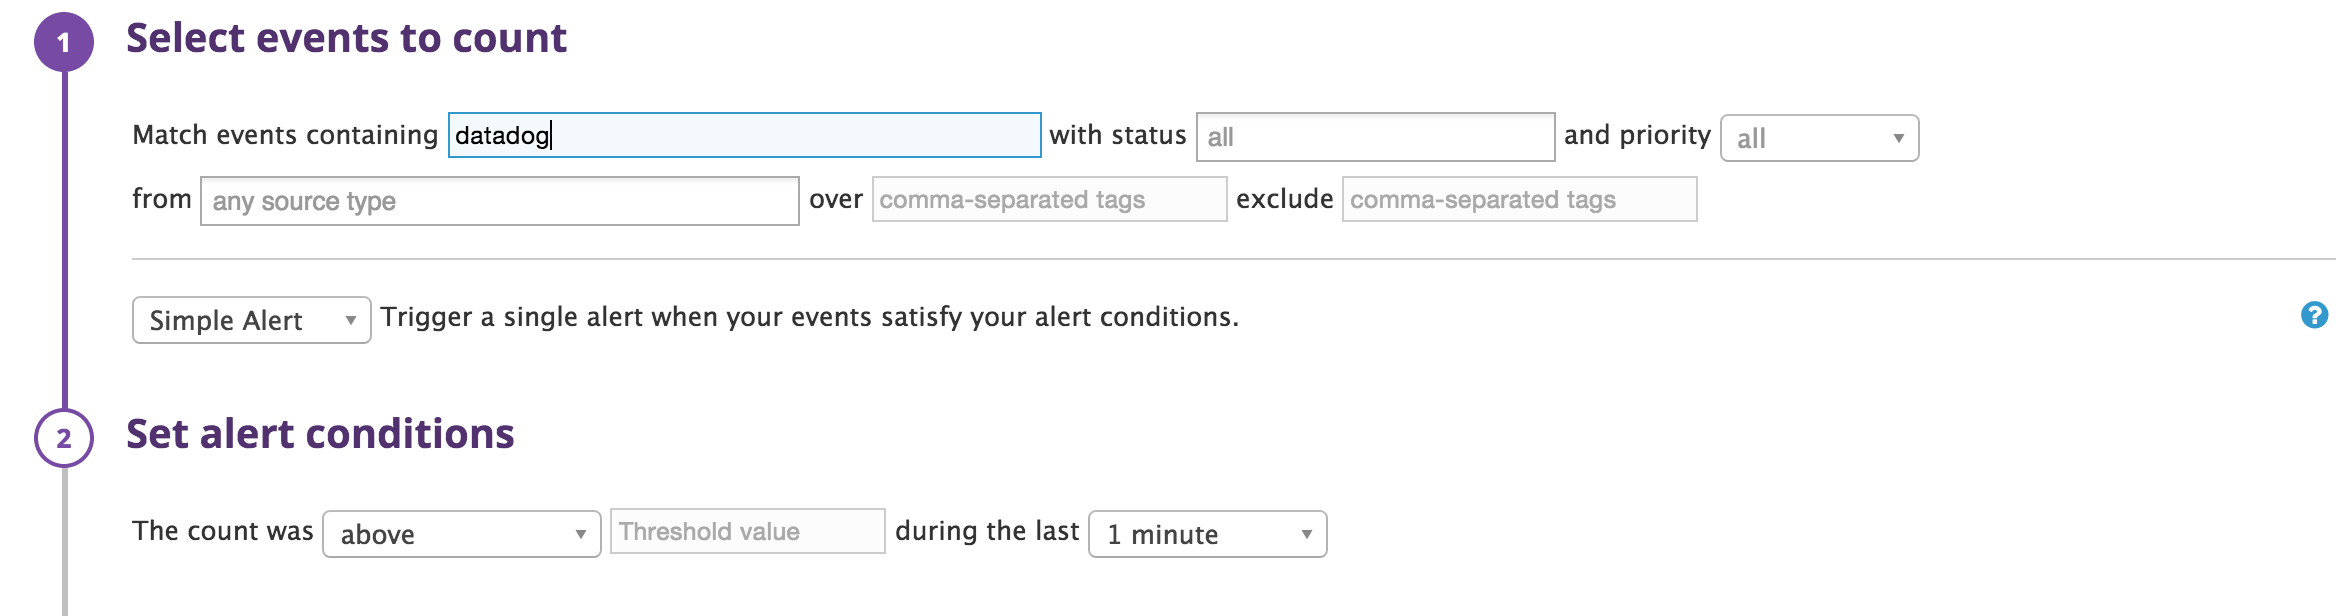 1 Select events to count
Match events containing datadog with status all and priority all
from any source type over comma-separated tags exclude comma-separated tags
Simple Alert Trigger a single alert when your events satisfy your alert conditions. ?
2 Set alert conditions
The count was above Threshold value during the last 1 minute